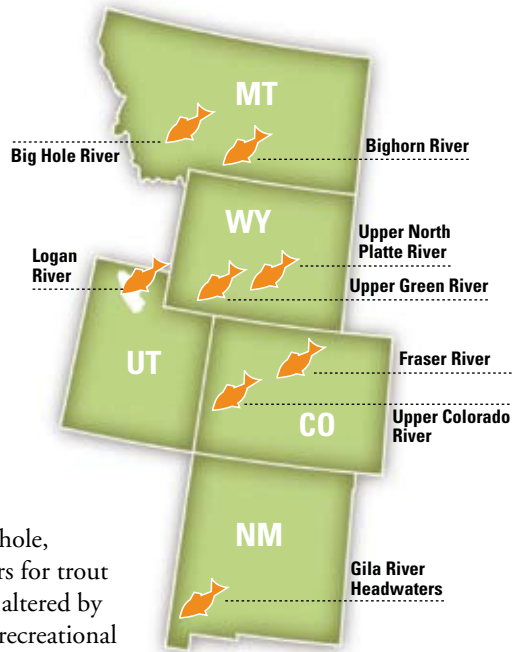 MT
Big Hole River
Bighorn River
WY
Upper North
Platte River
Logan
River
Upper Green River
UT
Fraser River
CO
Upper Colorado
River
NM
Gila River
Headwaters
hole,
rs for trout
altered by
recreational